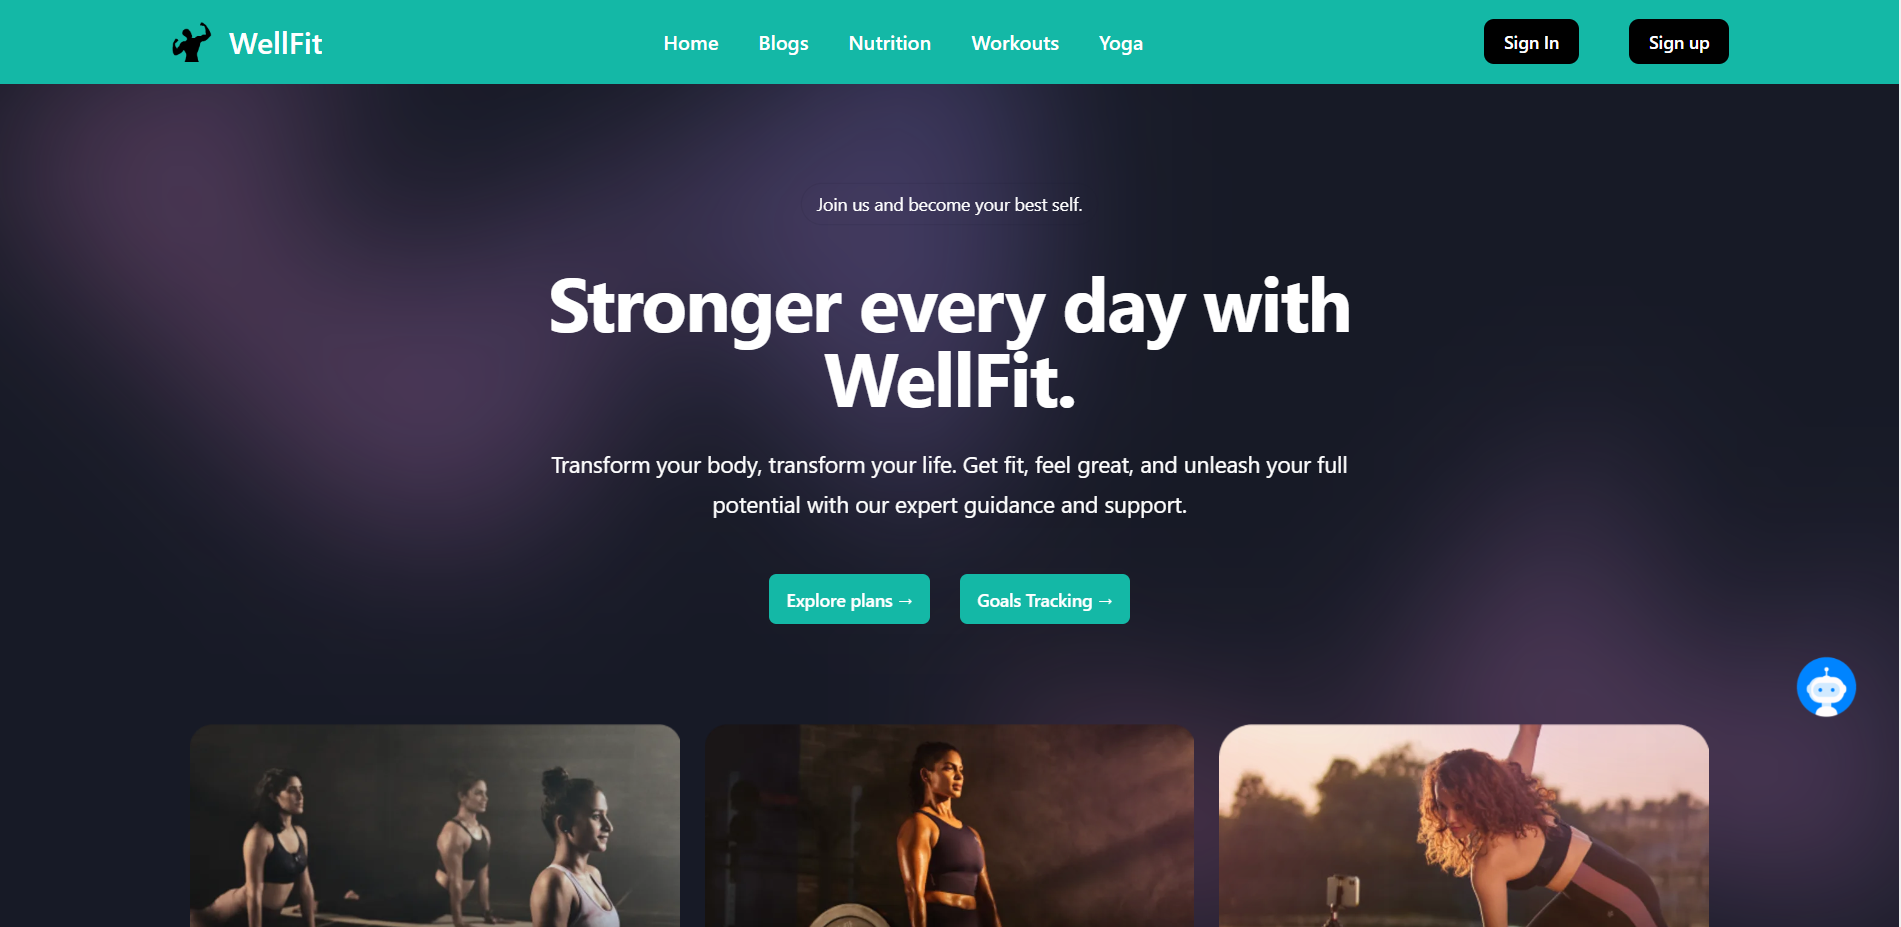 WellFit
Home
Blogs
Nutrition
Workouts
Yoga
Sign In
Sign up
Join us and become your best self.
Stronger every day with
WellFit.
Transform your body, transform your life. Get fit, feel great, and unleash your full
potential with our expert guidance and support.
Explore plans →
Goals Tracking →